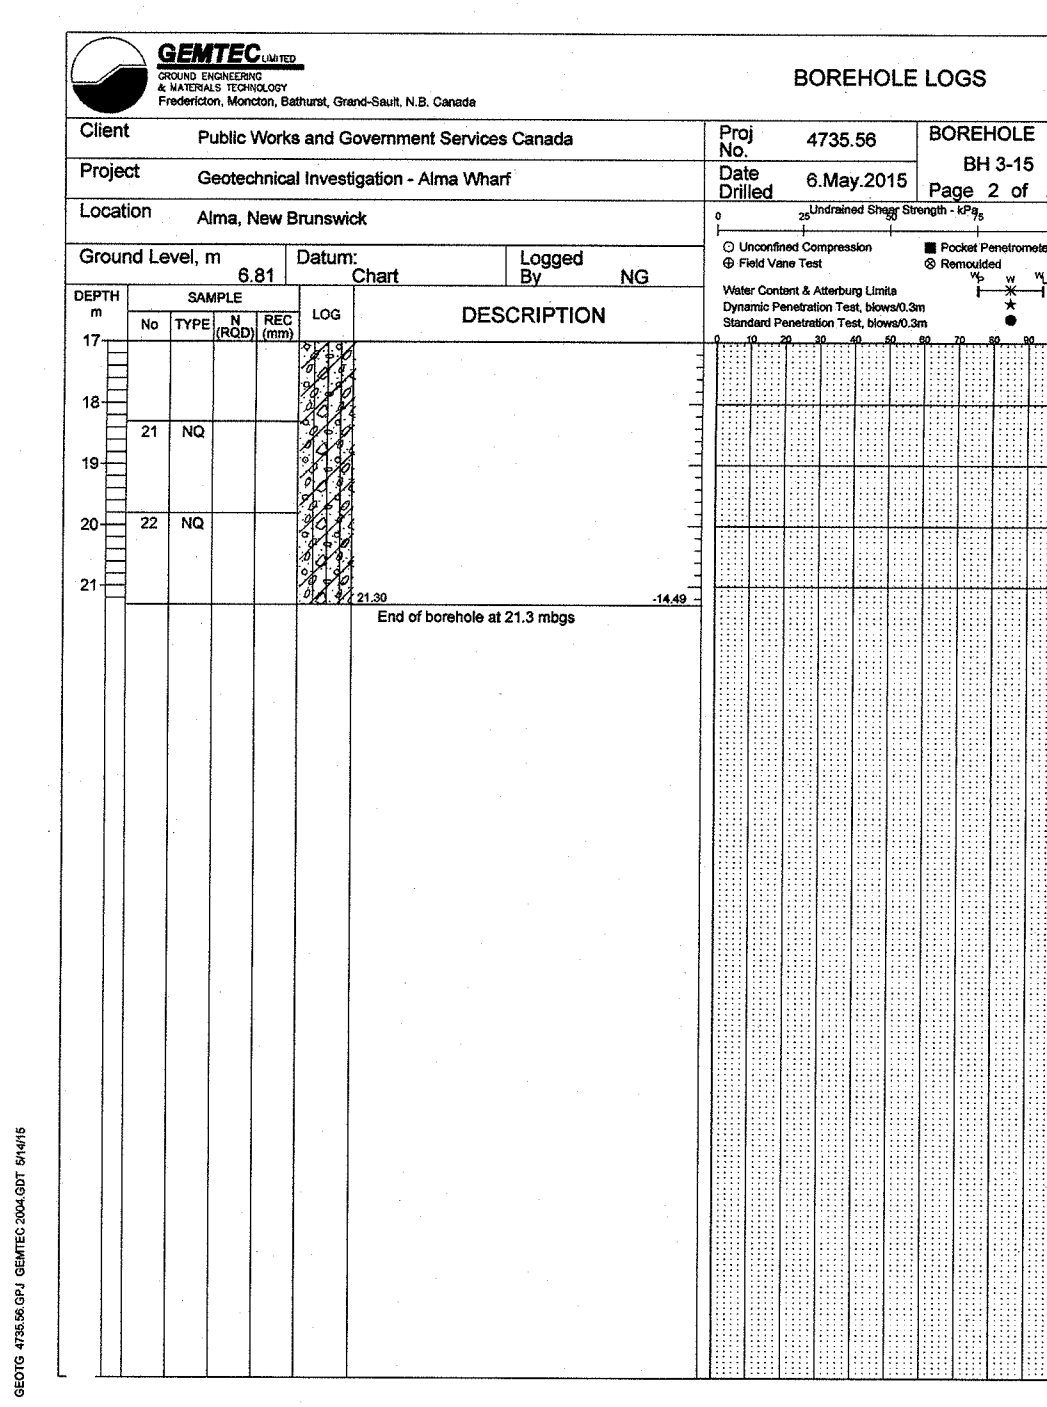 GEMTEC LIMITED
GROUND ENGINEERING
& MATERIALS TECHNOLOGY
Fredericton, Moncton, Bathurst, Grand-Sault, N.B. Canada
BOREHOLE LOGS
Client
Public Works and Government Services Canada
Proj No.
4735.56
BOREHOLE
BH 3-15
Page 2 of
Project
Geotechnical Investigation - Alma Wharf
Date Drilled
6.May.2015
Location
Alma, New Brunswick
Undrained Shear Strength - kPa
0 25 50 75
Unconfined Compression
Pocket Penetromete
Field Vane Test
Remoulded
Water Content & Atterburg Limits
Wp W WL
Dynamic Penetration Test, blows/0.3m
Standard Penetration Test, blows/0.3m
Ground Level, m
6.81
Datum:
Chart
Logged By
NG
DEPTH m
SAMPLE
No TYPE N (RQD) REC (mm)
LOG
DESCRIPTION
0 10 20 30 40 50 60 70 80 90
17
18
21 NQ
19
20
22 NQ
21
21.30
-14.49
End of borehole at 21.3 mbgs
GEOTG 4735.56.GPJ GEMTEC 2004.GDT 5/14/15